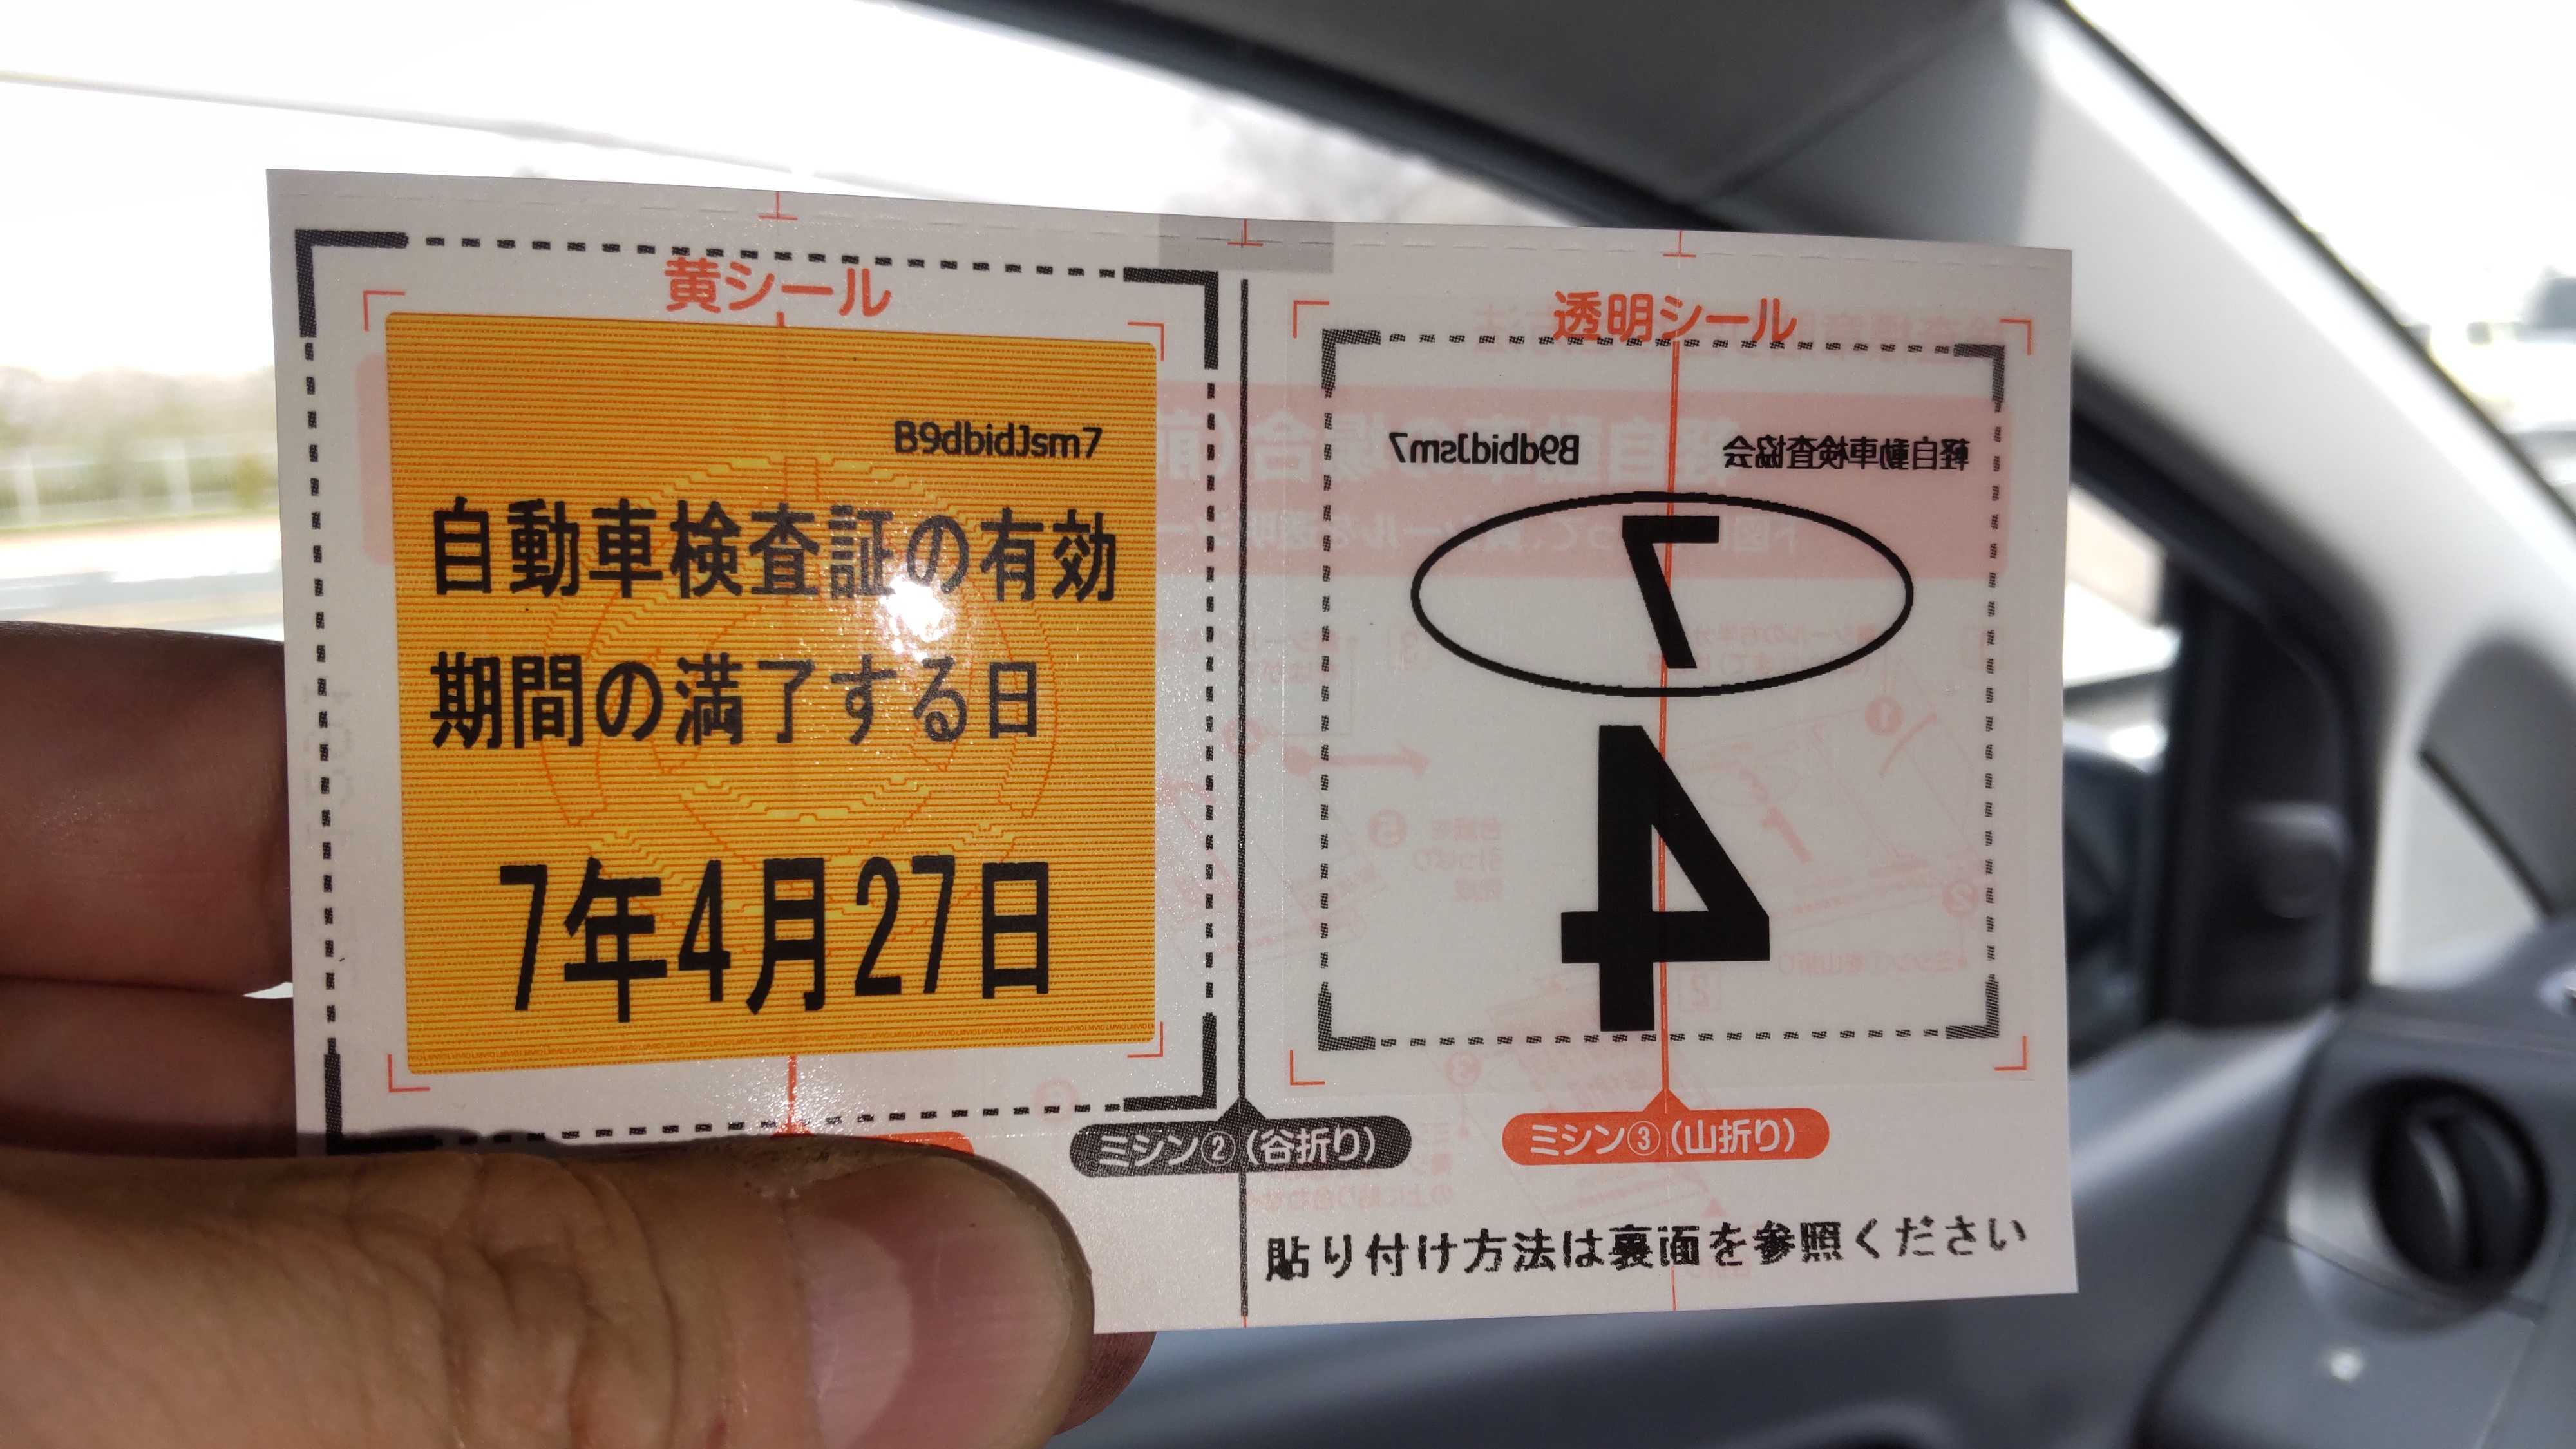 黄シール
B9dbidJsm7
自動車検査証の有効
期間の満了する日
7年4月27日
透明シール
B9dbidJsm7
軽自動車検査協会
7
4
ミシン②(谷折り)
ミシン③(山折り)
貼り付け方法は裏面を参照ください